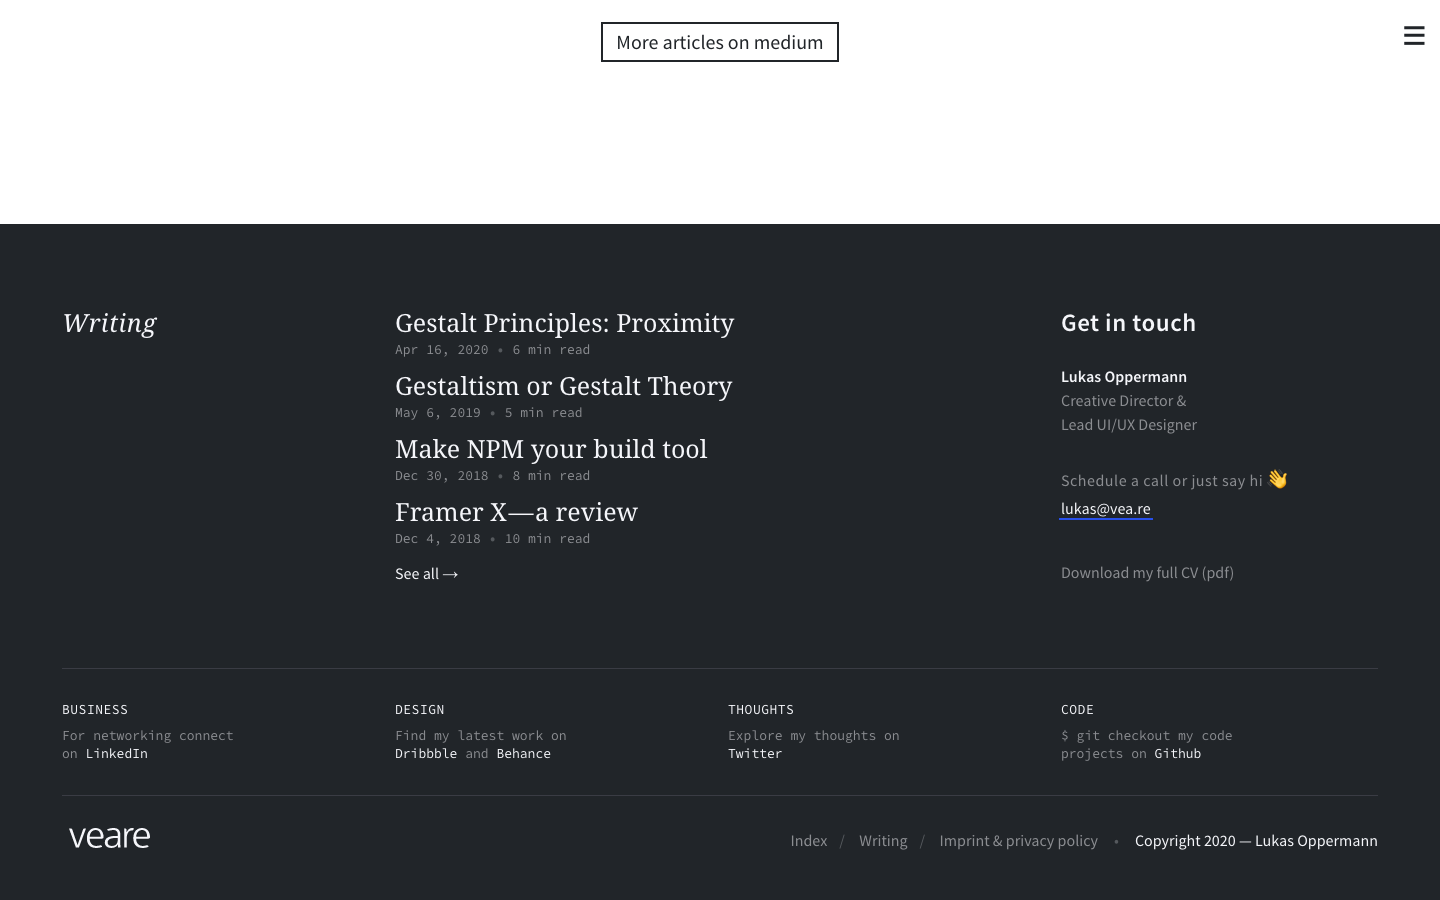 More articles on medium
Writing
Gestalt Principles: Proximity
Apr 16, 2020 • 6 min read
Gestaltism or Gestalt Theory
May 6, 2019 • 5 min read
Make NPM your build tool
Dec 30, 2018 • 8 min read
Framer X—a review
Dec 4, 2018 • 10 min read
See all →
Get in touch
Lukas Oppermann
Creative Director &
Lead UI/UX Designer
Schedule a call or just say hi 👋
lukas@vea.re
Download my full CV (pdf)
BUSINESS
For networking connect
on LinkedIn
DESIGN
Find my latest work on
Dribbble and Behance
THOUGHTS
Explore my thoughts on
Twitter
CODE
$ git checkout my code
projects on Github
veare
Index / Writing / Imprint & privacy policy • Copyright 2020 — Lukas Oppermann